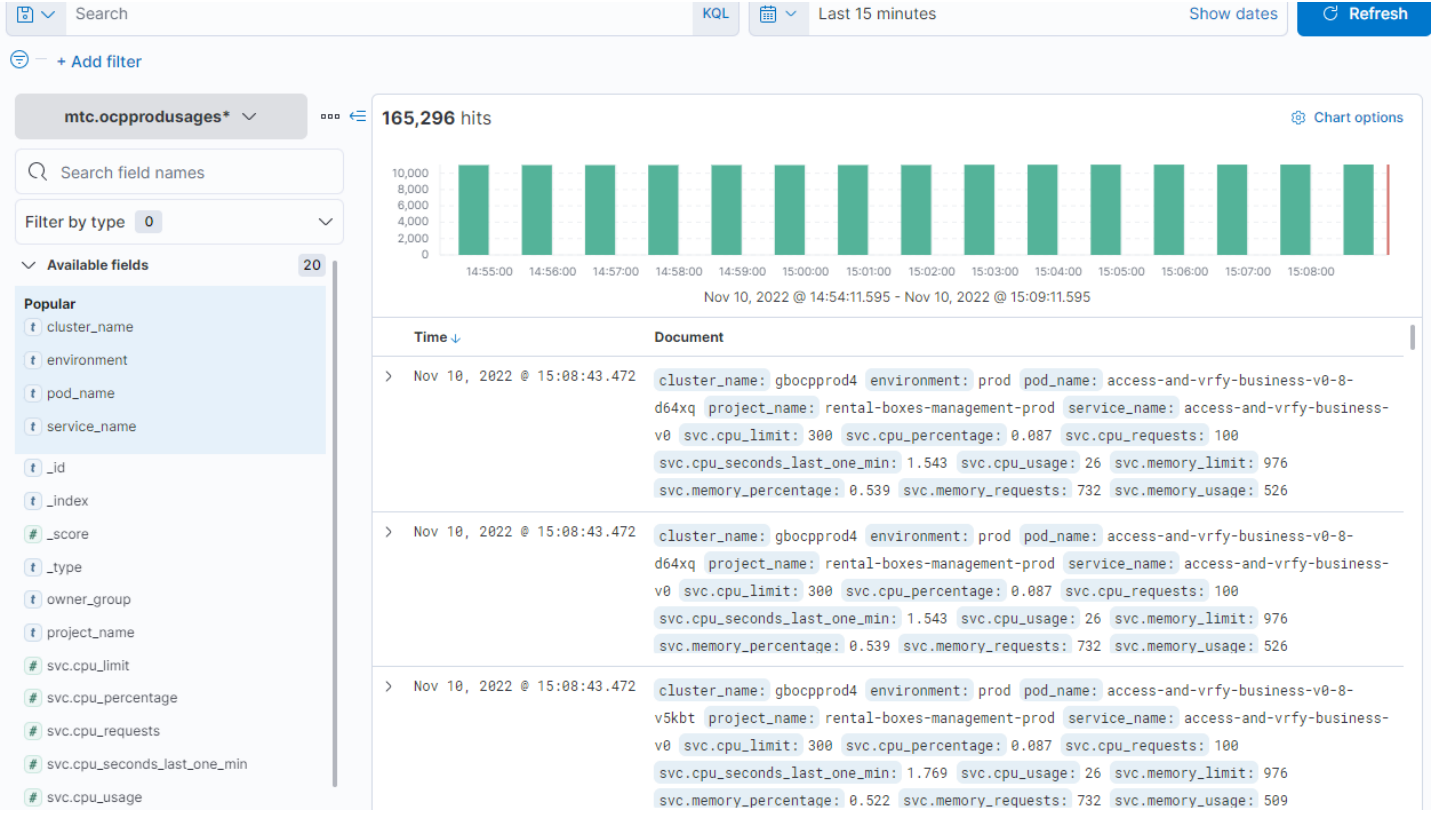 Search KQL Last 15 minutes Show dates Refresh
+ Add filter
mtc.ocpprodusages*
Search field names
Filter by type 0
Available fields 20
Popular
t cluster_name
t environment
t pod_name
t service_name
t _id
t _index
# _score
t _type
t owner_group
t project_name
# svc.cpu_limit
# svc.cpu_percentage
# svc.cpu_requests
# svc.cpu_seconds_last_one_min
# svc.cpu_usage
165,296 hits
Chart options
10,000
8,000
6,000
4,000
2,000
0
14:55:00 14:56:00 14:57:00 14:58:00 14:59:00 15:00:00 15:01:00 15:02:00 15:03:00 15:04:00 15:05:00 15:06:00 15:07:00 15:08:00
Nov 10, 2022 @ 14:54:11.595 - Nov 10, 2022 @ 15:09:11.595
Time Document
Nov 10, 2022 @ 15:08:43.472 cluster_name: gbocpprod4 environment: prod pod_name: access-and-vrfy-business-v0-8-
d64xq project_name: rental-boxes-management-prod service_name: access-and-vrfy-business-
v0 svc.cpu_limit: 300 svc.cpu_percentage: 0.087 svc.cpu_requests: 100
svc.cpu_seconds_last_one_min: 1.543 svc.cpu_usage: 26 svc.memory_limit: 976
svc.memory_percentage: 0.539 svc.memory_requests: 732 svc.memory_usage: 526
Nov 10, 2022 @ 15:08:43.472 cluster_name: gbocpprod4 environment: prod pod_name: access-and-vrfy-business-v0-8-
d64xq project_name: rental-boxes-management-prod service_name: access-and-vrfy-business-
v0 svc.cpu_limit: 300 svc.cpu_percentage: 0.087 svc.cpu_requests: 100
svc.cpu_seconds_last_one_min: 1.543 svc.cpu_usage: 26 svc.memory_limit: 976
svc.memory_percentage: 0.539 svc.memory_requests: 732 svc.memory_usage: 526
Nov 10, 2022 @ 15:08:43.472 cluster_name: gbocpprod4 environment: prod pod_name: access-and-vrfy-business-v0-8-
v5kbt project_name: rental-boxes-management-prod service_name: access-and-vrfy-business-
v0 svc.cpu_limit: 300 svc.cpu_percentage: 0.087 svc.cpu_requests: 100
svc.cpu_seconds_last_one_min: 1.769 svc.cpu_usage: 26 svc.memory_limit: 976
svc.memory_percentage: 0.522 svc.memory_requests: 732 svc.memory_usage: 509